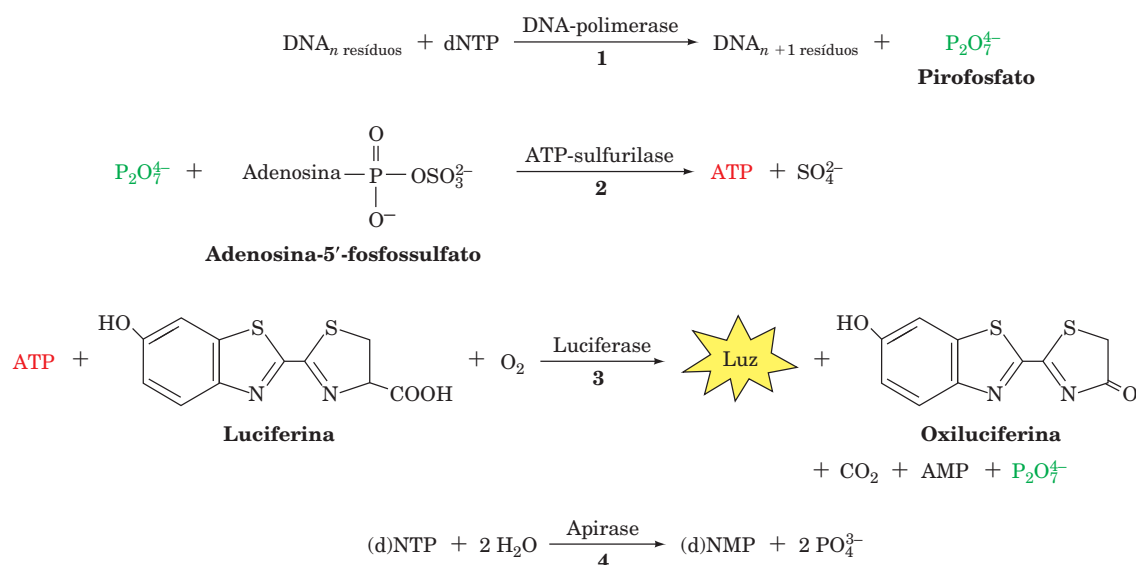 DNAn resíduos + dNTP DNA-polimerase 1 DNAn +1 resíduos + P2O7 4–
Pirofosfato
P2O7 4– + Adenosina — P — OSO3 2– ATP-sulfurilase 2 ATP + SO4 2–
O
O–
Adenosina-5′-fosfossulfato
ATP + HO S S N N COOH + O2 Luciferase 3 Luz + HO S S N N O
Luciferina Oxiluciferina
+ CO2 + AMP + P2O7 4–
(d)NTP + 2 H2O Apirase 4 (d)NMP + 2 PO4 3–